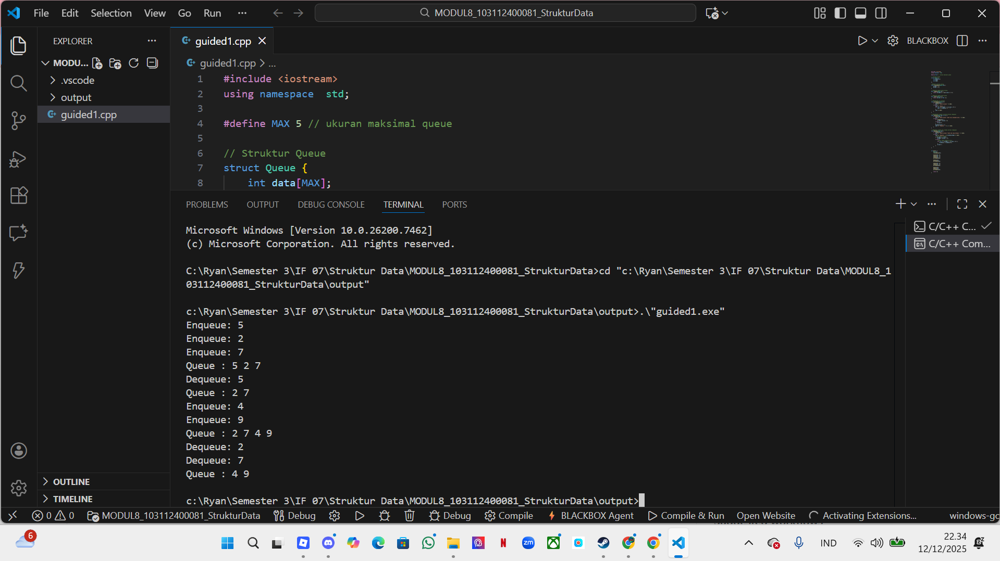 File Edit Selection View Go Run ...
MODUL8_103112400081_StrukturData
EXPLORER
guided1.cpp
BLACKBOX
MODU...
.vscode
output
guided1.cpp
guided1.cpp > ...
1 #include <iostream>
2 using namespace  std;
3
4 #define MAX 5 // ukuran maksimal queue
5
6 // Struktur Queue
7 struct Queue {
8     int data[MAX];
PROBLEMS OUTPUT DEBUG CONSOLE TERMINAL PORTS
C/C++ C...
C/C++ Com...
Microsoft Windows [Version 10.0.26200.7462]
(c) Microsoft Corporation. All rights reserved.
C:\Ryan\Semester 3\IF 07\Struktur Data\MODUL8_103112400081_StrukturData>cd "c:\Ryan\Semester 3\IF 07\Struktur Data\MODUL8_1
03112400081_StrukturData\output"
c:\Ryan\Semester 3\IF 07\Struktur Data\MODUL8_103112400081_StrukturData\output>.\"guided1.exe"
Enqueue: 5
Enqueue: 2
Enqueue: 7
Queue : 5 2 7
Dequeue: 5
Queue : 2 7
Enqueue: 4
Enqueue: 9
Queue : 2 7 4 9
Dequeue: 2
Dequeue: 7
Queue : 4 9
c:\Ryan\Semester 3\IF 07\Struktur Data\MODUL8_103112400081_StrukturData\output>
OUTLINE
TIMELINE
0 0 MODUL8_103112400081_StrukturData Debug Debug Compile BLACKBOX Agent Compile & Run Open Website Activating Extensions... windows-gc
6
zm
N
IND
22.34
12/12/2025